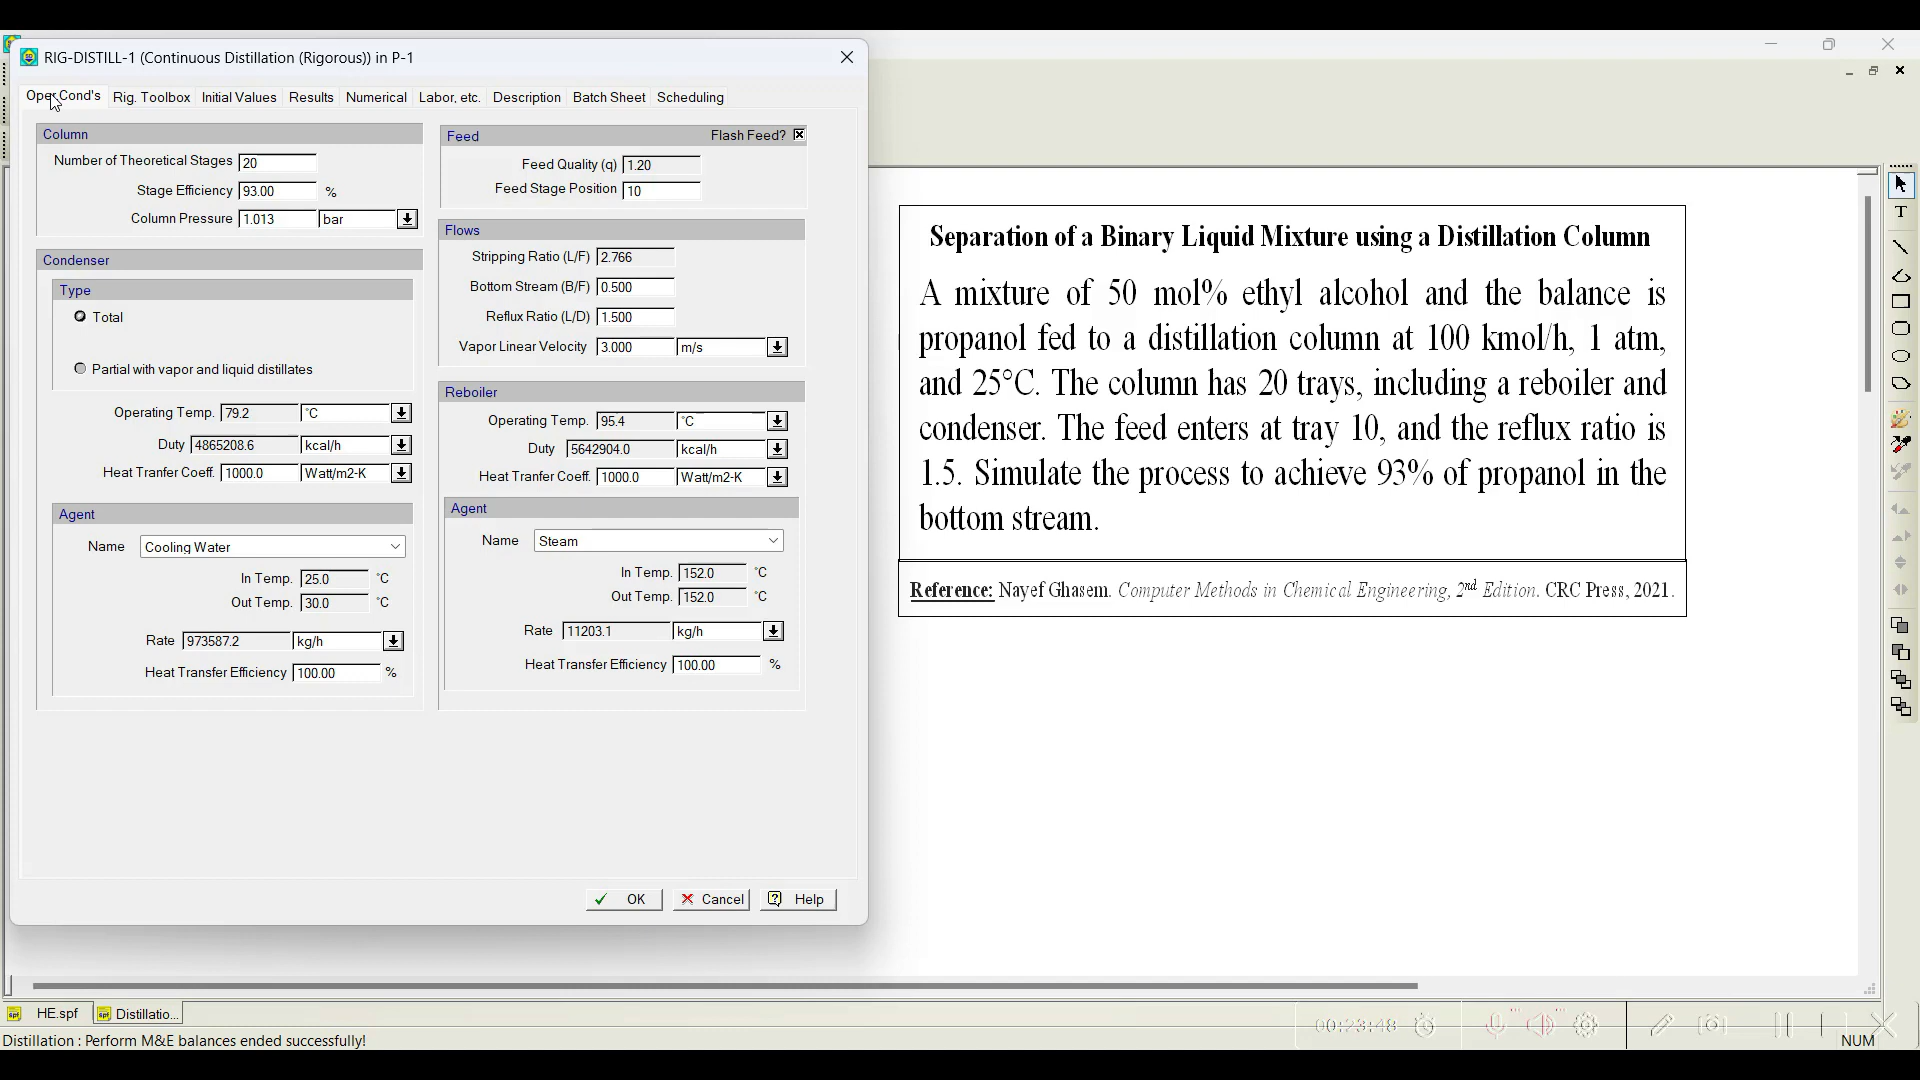 RIG-DISTILL-1 (Continuous Distillation (Rigorous)) in P-1
Oper.Cond's Rig. Toolbox Initial Values Results Numerical Labor, etc. Description Batch Sheet Scheduling
Column
Number of Theoretical Stages 20
Stage Efficiency 93.00 %
Column Pressure 1.013 bar
Condenser
Type
Total
Partial with vapor and liquid distillates
Operating Temp. 79.2 °C
Duty 4865208.6 kcal/h
Heat Tranfer Coeff. 1000.0 Watt/m2-K
Agent
Name Cooling Water
In Temp. 25.0 °C
Out Temp. 30.0 °C
Rate 973587.2 kg/h
Heat Transfer Efficiency 100.00 %
Feed Flash Feed?
Feed Quality (q) 1.20
Feed Stage Position 10
Flows
Stripping Ratio (L/F) 2.766
Bottom Stream (B/F) 0.500
Reflux Ratio (L/D) 1.500
Vapor Linear Velocity 3.000 m/s
Reboiler
Operating Temp. 95.4 °C
Duty 5642904.0 kcal/h
Heat Tranfer Coeff. 1000.0 Watt/m2-K
Agent
Name Steam
In Temp. 152.0 °C
Out Temp. 152.0 °C
Rate 11203.1 kg/h
Heat Transfer Efficiency 100.00 %
OK Cancel Help
Separation of a Binary Liquid Mixture using a Distillation Column
A mixture of 50 mol% ethyl alcohol and the balance is
propanol fed to a distillation column at 100 kmol/h, 1 atm,
and 25°C. The column has 20 trays, including a reboiler and
condenser. The feed enters at tray 10, and the reflux ratio is
1.5. Simulate the process to achieve 93% of propanol in the
bottom stream.
Reference: Nayef Ghasem. Computer Methods in Chemical Engineering, 2nd Edition. CRC Press, 2021.
T
spf HE.spf spf Distillatio...
00:23:48
Distillation : Perform M&E balances ended successfully!
NUM